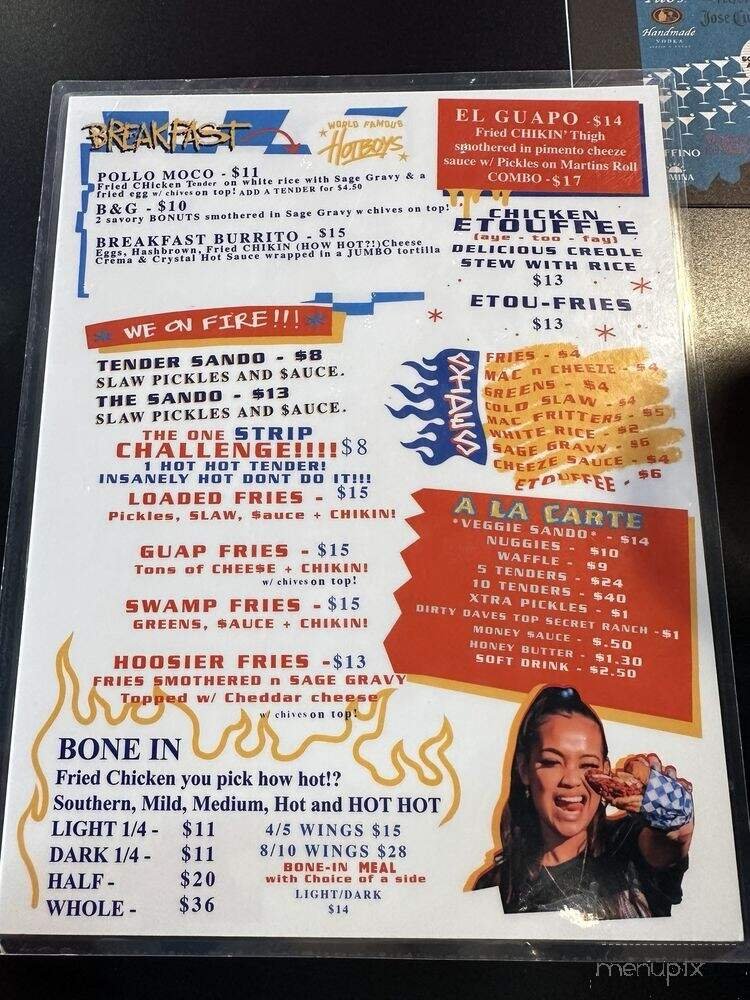 Handmade
VODKA
BREAKFAST
WORLD FAMOUS
HOTBOYS
POLLO MOCO - $11
Fried CHicken Tender on white rice with Sage Gravy & a
fried egg w/ chives on top! ADD A TENDER for $4.50
B&G - $10
2 savory BONUTS smothered in Sage Gravy w chives on top!
BREAKFAST BURRITO - $15
Eggs, Hashbrown, Fried CHIKIN (HOW HOT?!)Cheese
Crema & Crystal Hot Sauce wrapped in a JUMBO tortilla
EL GUAPO -$14
Fried CHIKIN' Thigh
smothered in pimento cheeze
sauce w/ Pickles on Martins Roll
COMBO -$17
CHICKEN
ETOUFFEE
(aye - too - fay)
DELICIOUS CREOLE
STEW WITH RICE
$13
ETOU-FRIES
$13
WE ON FIRE!!!
TENDER SANDO - $8
SLAW PICKLES AND $AUCE.
THE SANDO - $13
SLAW PICKLES AND $AUCE.
THE ONE STRIP
CHALLENGE!!!! $8
1 HOT HOT TENDER!
INSANELY HOT DONT DO IT!!!
LOADED FRIES - $15
Pickles, SLAW, $auce + CHIKIN!
GUAP FRIES - $15
Tons of CHEE$E + CHIKIN!
w/ chives on top!
SWAMP FRIES - $15
GREENS, $AUCE + CHIKIN!
HOOSIER FRIES -$13
FRIES SMOTHERED n SAGE GRAVY
Topped w/ Cheddar cheese
w/ chives on top!
SIDES
FRIES - $4
MAC n CHEEZE - $4
GREENS - $4
COLD SLAW - $4
MAC FRITTERS - $5
WHITE RICE - $2
SAGE GRAVY - $6
CHEEZE SAUCE - $4
ETOUFFEE - $6
A LA CARTE
*VEGGIE SANDO* - $14
NUGGIES - $10
WAFFLE - $9
5 TENDERS - $24
10 TENDERS - $40
XTRA PICKLES - $1
DIRTY DAVES TOP SECRET RANCH -$1
MONEY $AUCE - $.50
HONEY BUTTER - $1.30
SOFT DRINK - $2.50
BONE IN
Fried Chicken you pick how hot!?
Southern, Mild, Medium, Hot and HOT HOT
LIGHT 1/4 - $11
DARK 1/4 - $11
HALF - $20
WHOLE - $36
4/5 WINGS $15
8/10 WINGS $28
BONE-IN MEAL
with Choice of a side
LIGHT/DARK
$14
menupix